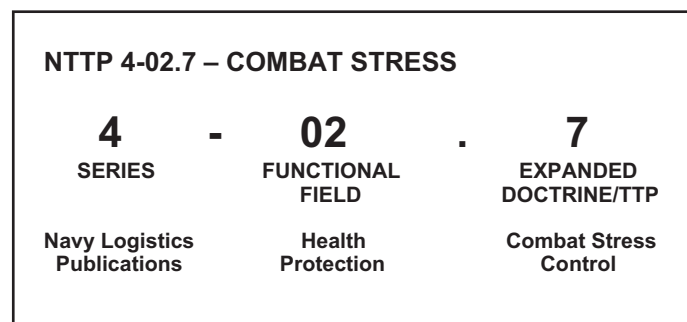 NTTP 4-02.7 – COMBAT STRESS
4 - 02 . 7
SERIES FUNCTIONAL EXPANDED
FIELD DOCTRINE/TTP
Navy Logistics Health Combat Stress
Publications Protection Control